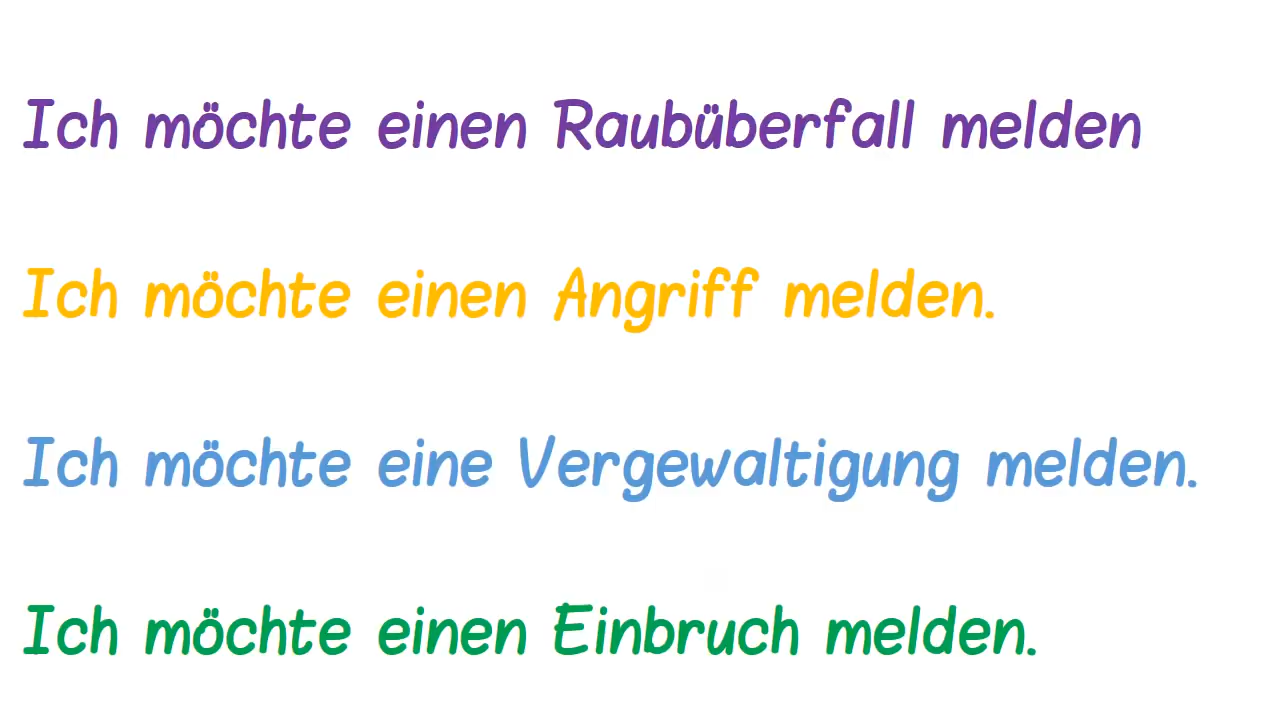 Ich möchte einen Raubüberfall melden
Ich möchte einen Angriff melden.
Ich möchte eine Vergewaltigung melden.
Ich möchte einen Einbruch melden.